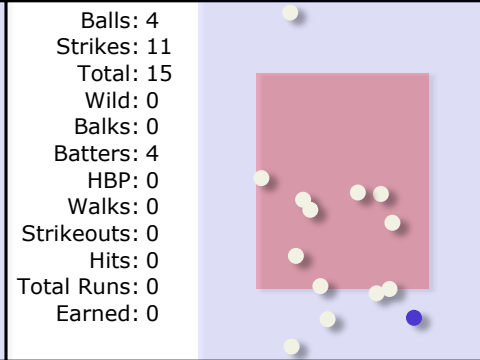 Balls: 4
Strikes: 11
Total: 15
Wild: 0
Balks: 0
Batters: 4
HBP: 0
Walks: 0
Strikeouts: 0
Hits: 0
Total Runs: 0
Earned: 0